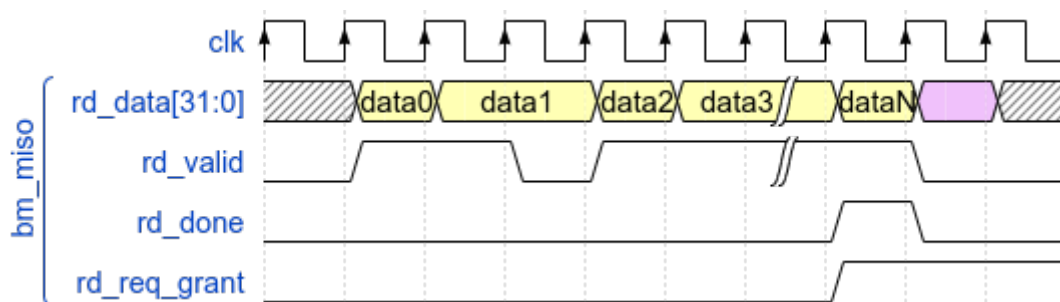 clk
bm_miso
rd_data[31:0] data0 data1 data2 data3 dataN
rd_valid
rd_done
rd_req_grant